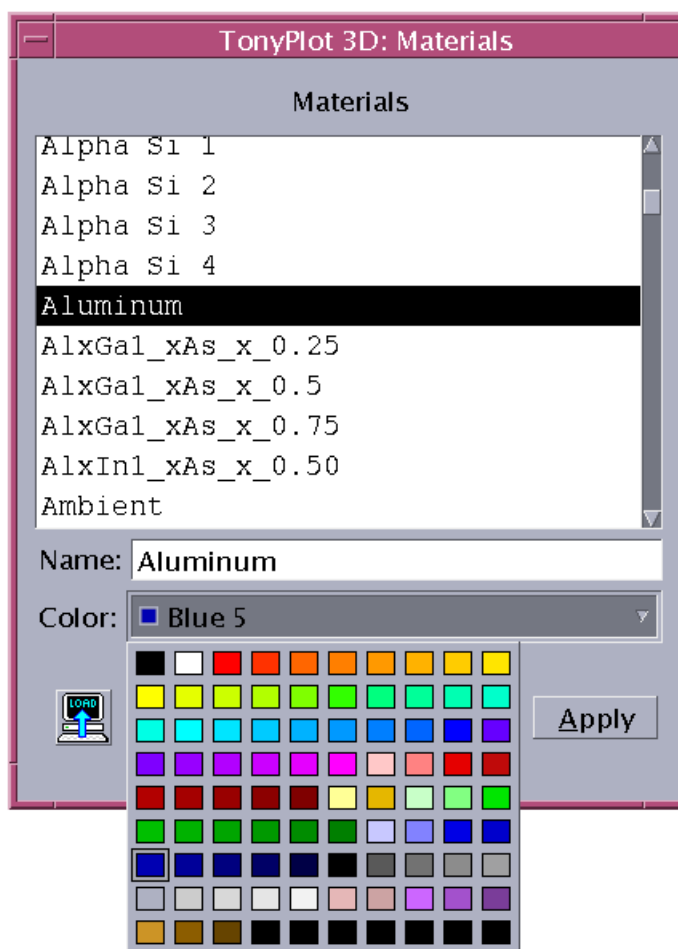 TonyPlot 3D: Materials
Materials
Alpha Si 1
Alpha Si 2
Alpha Si 3
Alpha Si 4
Aluminum
AlxGa1_xAs_x_0.25
AlxGa1_xAs_x_0.5
AlxGa1_xAs_x_0.75
AlxIn1_xAs_x_0.50
Ambient
Name: Aluminum
Color: Blue 5
LOAD
Apply